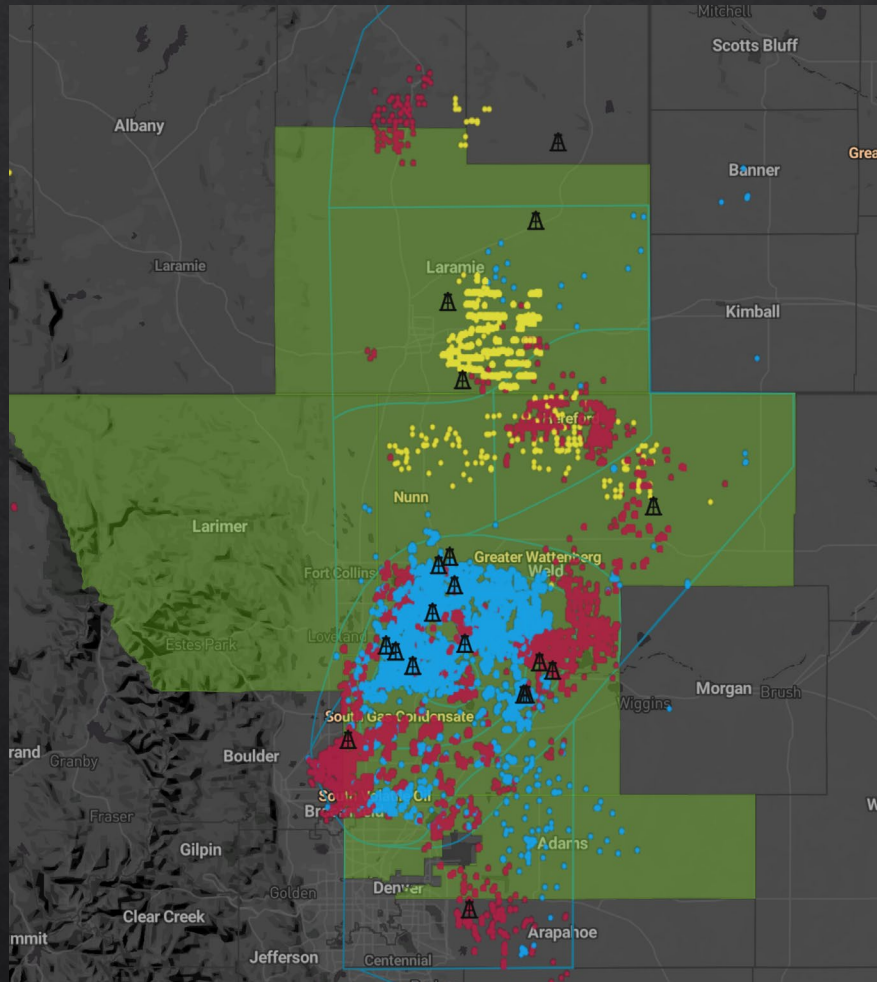 Mitchell
Scotts Bluff
Albany
Grea
Banner
Laramie
Laramie
Kimball
Nunn
Larimer
Greater Wattenberg
Weld
Fort Collins
Loveland
Estes Park
Morgan
Brush
Wiggins
South Gas Condensate
rand
Granby
Boulder
Fraser
Gilpin
Adams
Golden
Denver
Clear Creek
Arapahoe
mmit
Jefferson
Centennial